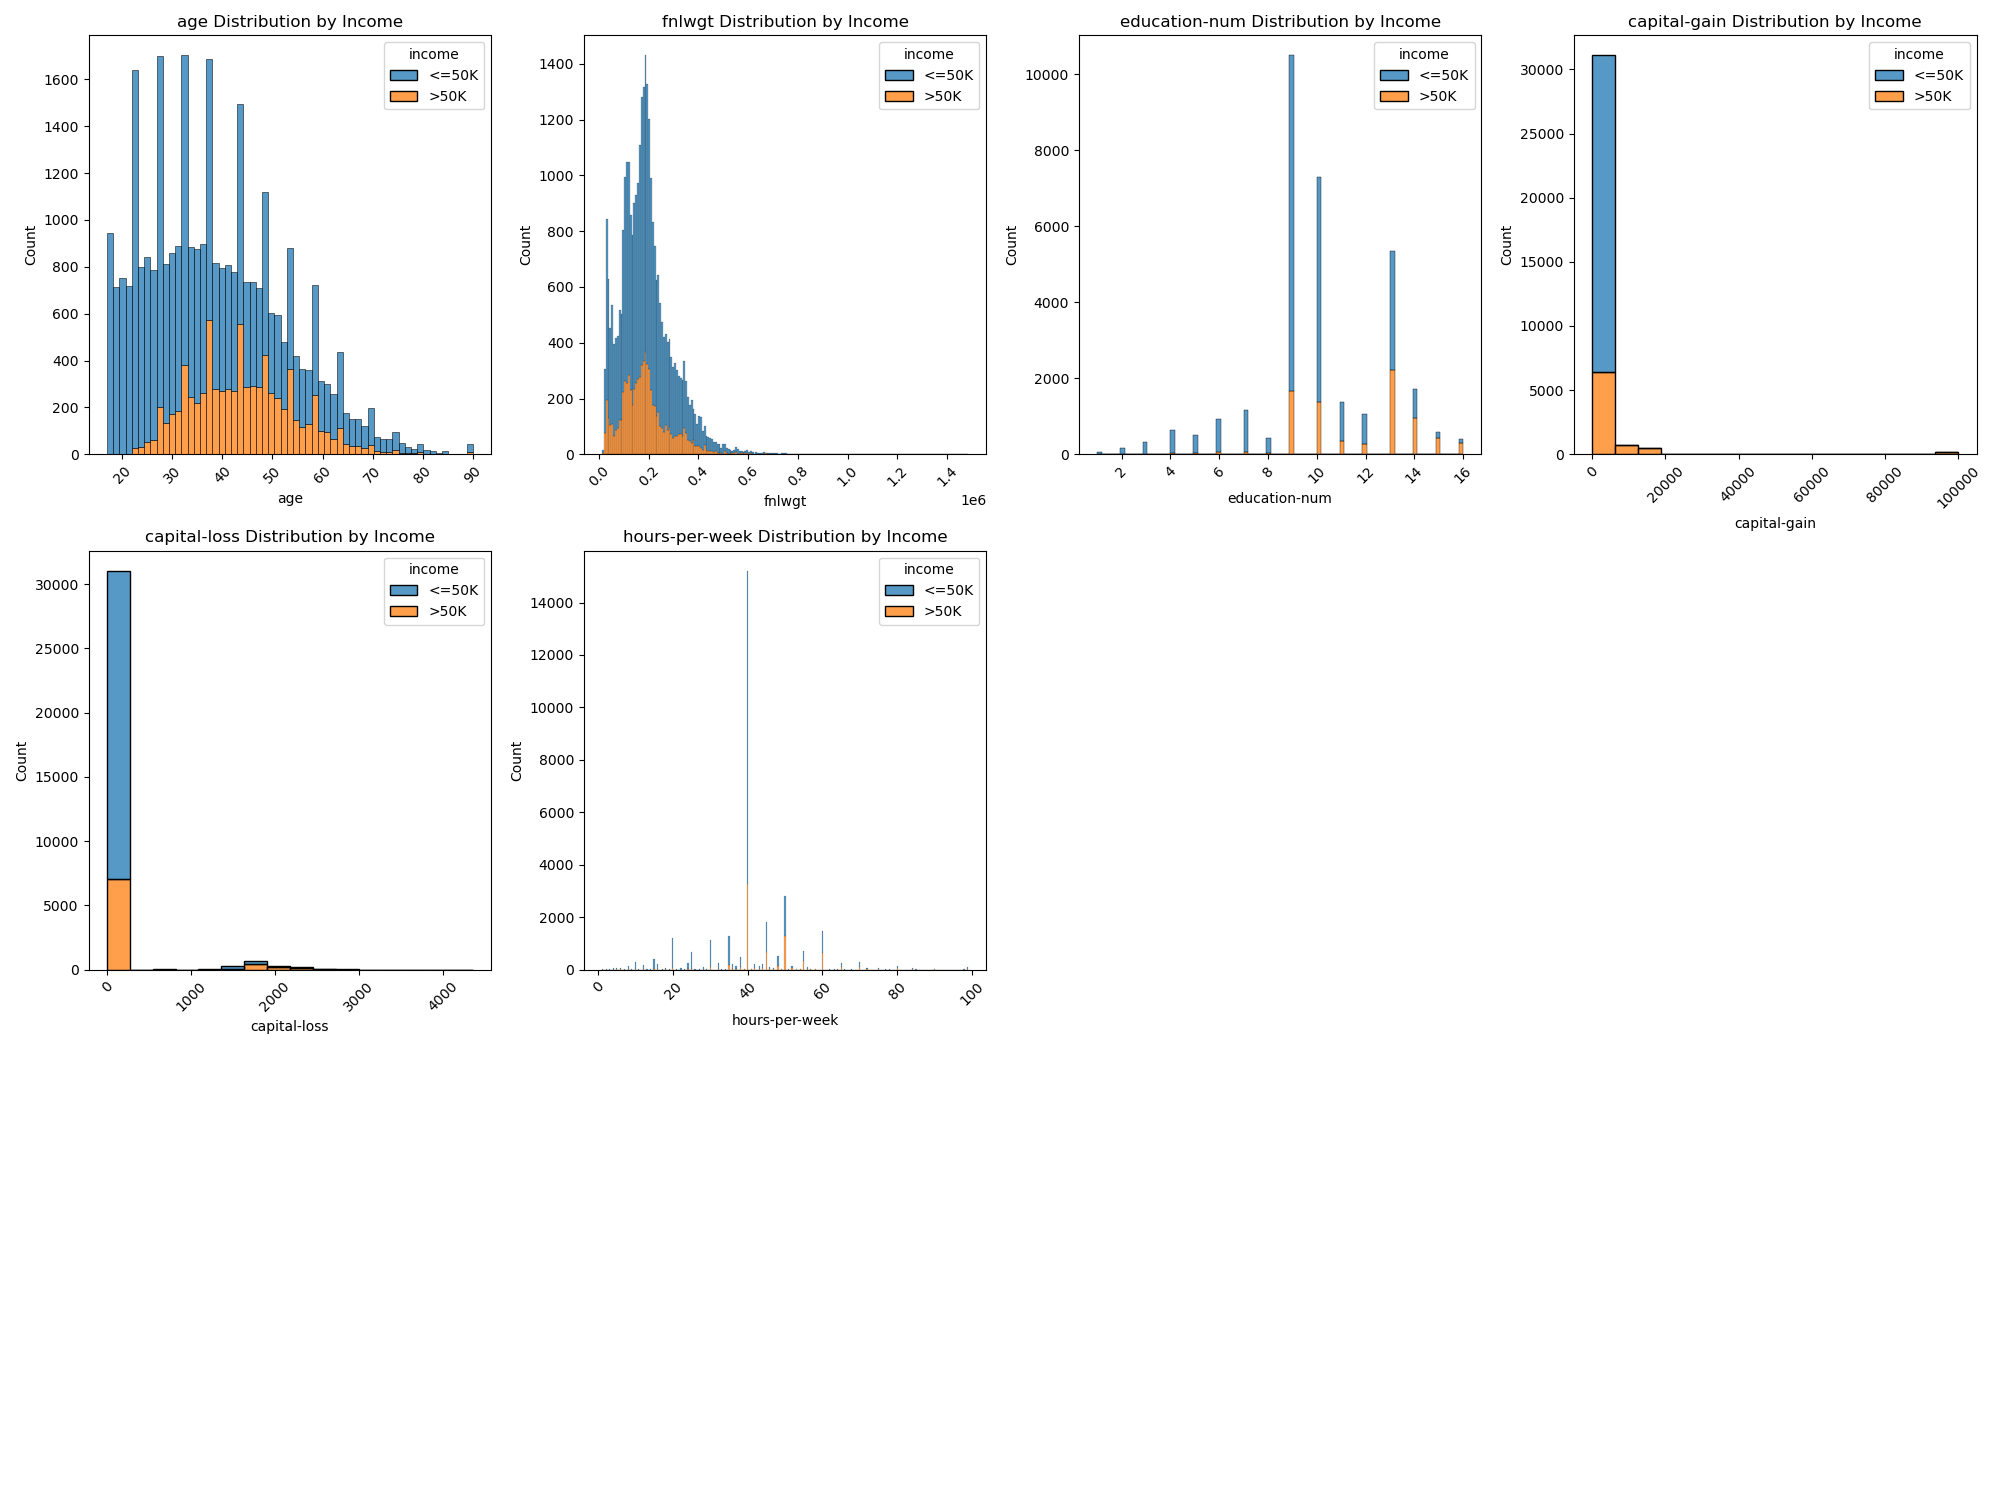 age Distribution by Income
income
<=50K
>50K
1600
1400
1200
1000
800
600
400
200
0
Count
20
30
40
50
60
70
80
90
age
fnlwgt Distribution by Income
income
<=50K
>50K
1400
1200
1000
800
600
400
200
0
Count
0.0
0.2
0.4
0.6
0.8
1.0
1.2
1.4
1e6
fnlwgt
education-num Distribution by Income
income
<=50K
>50K
10000
8000
6000
4000
2000
0
Count
2
4
6
8
10
12
14
16
education-num
capital-gain Distribution by Income
income
<=50K
>50K
30000
25000
20000
15000
10000
5000
0
Count
0
20000
40000
60000
80000
100000
capital-gain
capital-loss Distribution by Income
income
<=50K
>50K
30000
25000
20000
15000
10000
5000
0
Count
0
1000
2000
3000
4000
capital-loss
hours-per-week Distribution by Income
income
<=50K
>50K
14000
12000
10000
8000
6000
4000
2000
0
Count
0
20
40
60
80
100
hours-per-week